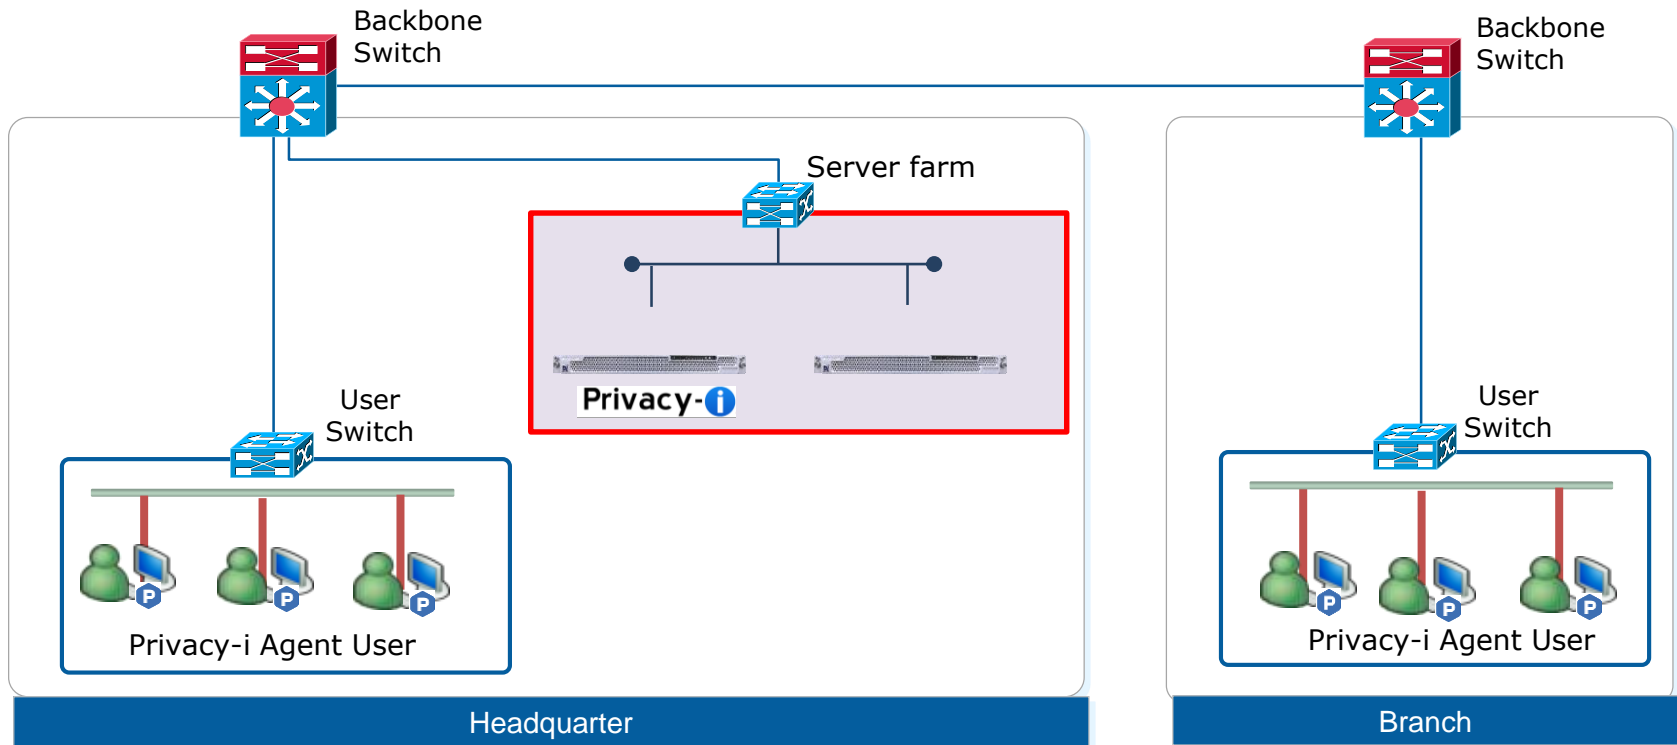 Backbone
Switch
Backbone
Switch
Server farm
Privacy-i
User
Switch
User
Switch
P
P
P
Privacy-i Agent User
P
P
P
Privacy-i Agent User
Headquarter
Branch